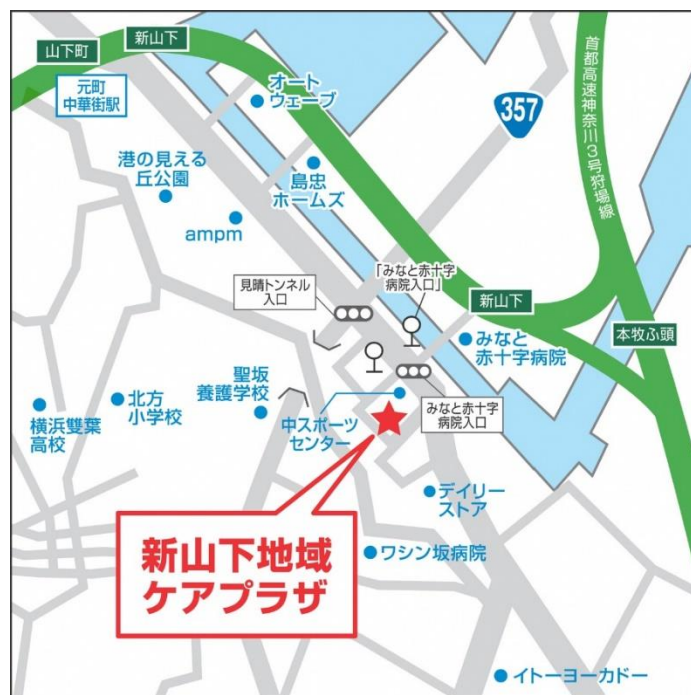 山下町
新山下
元町
中華街駅
オート
ウェーブ
357
首都高速神奈川3号狩場線
港の見える
丘公園
島忠
ホームズ
ampm
見晴トンネル
入口
「みなと赤十字
病院入口」
新山下
本牧ふ頭
みなと
赤十字病院
聖坂
養護学校
北方
小学校
横浜雙葉
高校
中スポーツ
センター
みなと赤十字
病院入口
デイリー
ストア
新山下地域
ケアプラザ
ワシン坂病院
イトーヨーカドー